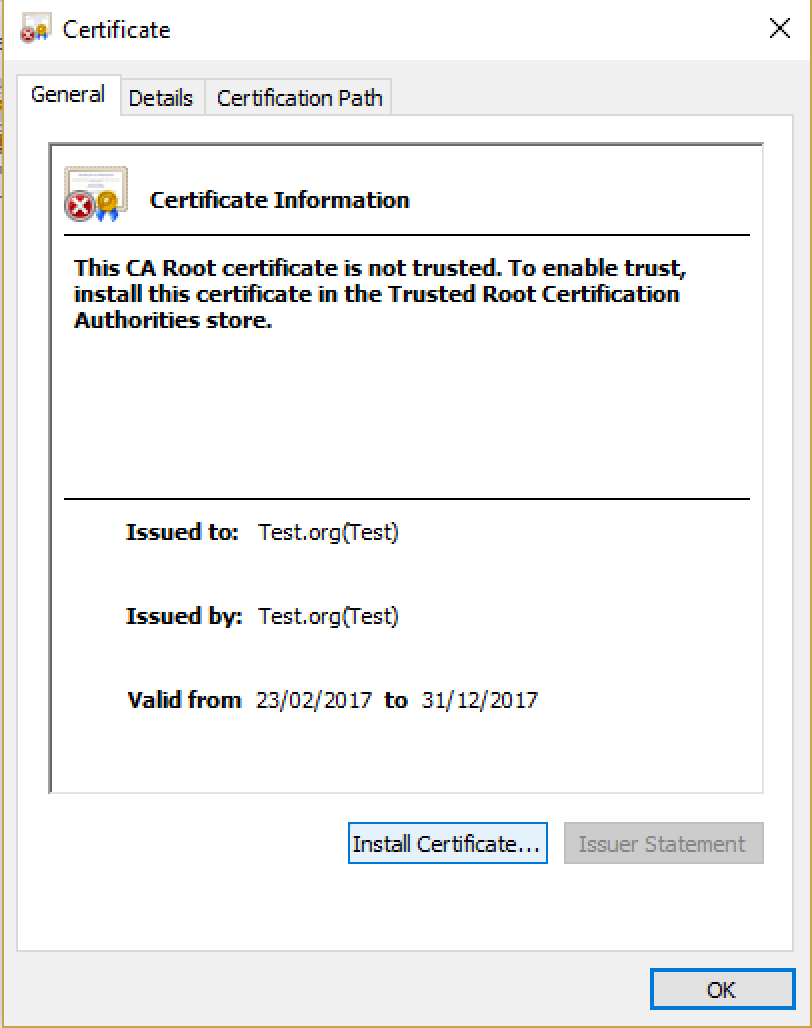 Certificate
General
Details
Certification Path
Certificate Information
This CA Root certificate is not trusted. To enable trust,
install this certificate in the Trusted Root Certification
Authorities store.
Issued to: Test.org(Test)
Issued by: Test.org(Test)
Valid from 23/02/2017 to 31/12/2017
Install Certificate...
Issuer Statement
OK